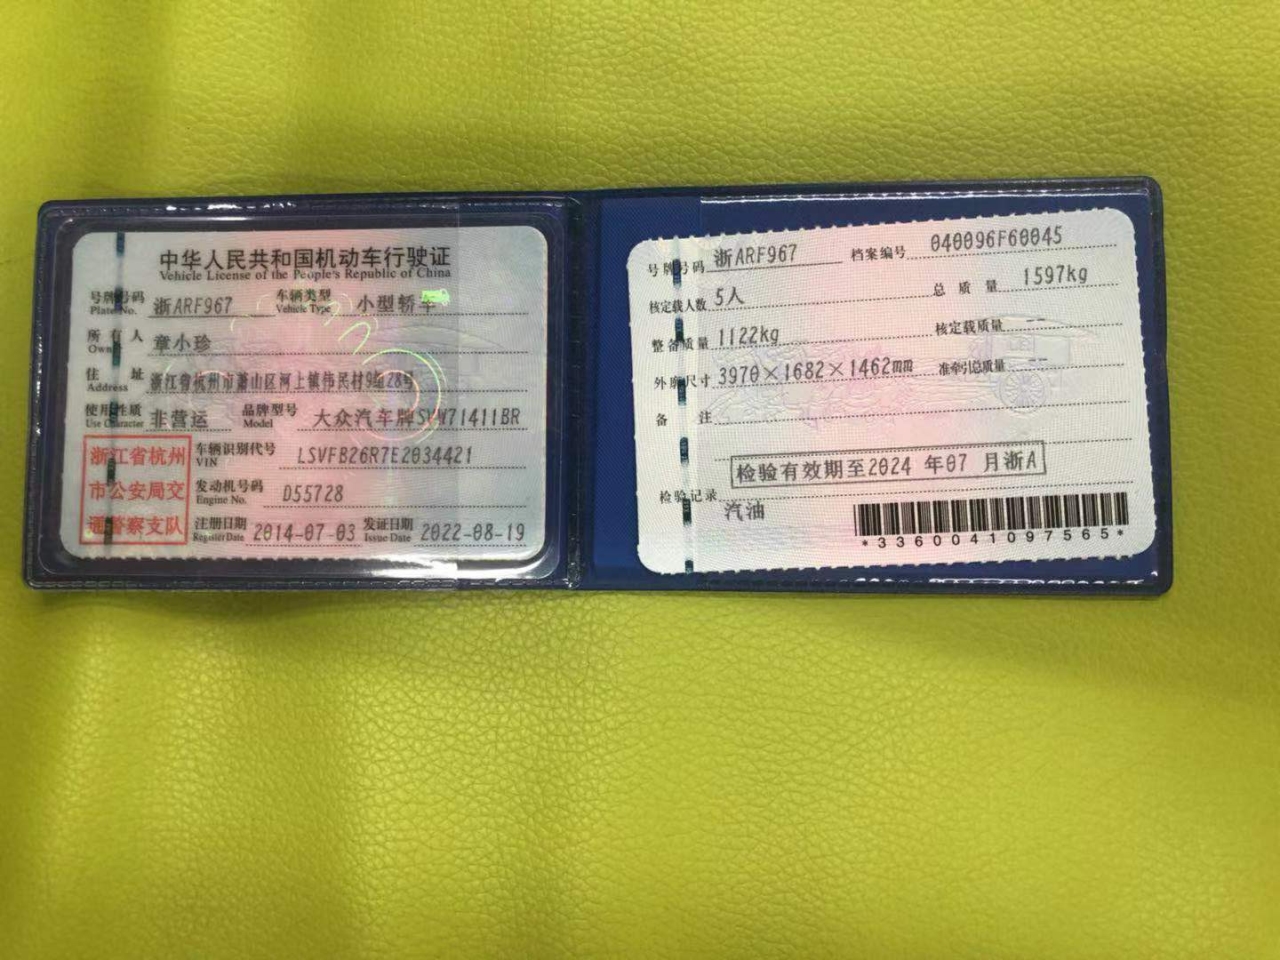 中华人民共和国机动车行驶证
Vehicle License of the People's Republic of China
号牌号码 浙ARF967 车辆类型 小型轿车
Plate No. Vehicle Type
所有人 童小珍
Owner
住址 浙江省杭州市萧山区河上镇伟民村9组28号
Address
使用性质 非营运 品牌型号 大众汽车牌SVW71411BR
Use Character Model
浙江省杭州
市公安局交
通警察支队
车辆识别代号 LSVFB26R7E2034421
VIN
发动机号码 D55728
Engine No.
注册日期 2014-07-03 发证日期 2022-08-19
Register Date Issue Date
号牌号码 浙ARF967 档案编号 040096F60045
核定载人数 5人 总质量 1597kg
整备质量 1122kg 核定载质量 --
外廓尺寸 3970×1682×1462mm 准牵引总质量 --
备注
检验有效期至2024 年07 月浙A
检验记录
汽油
*3360041097565*